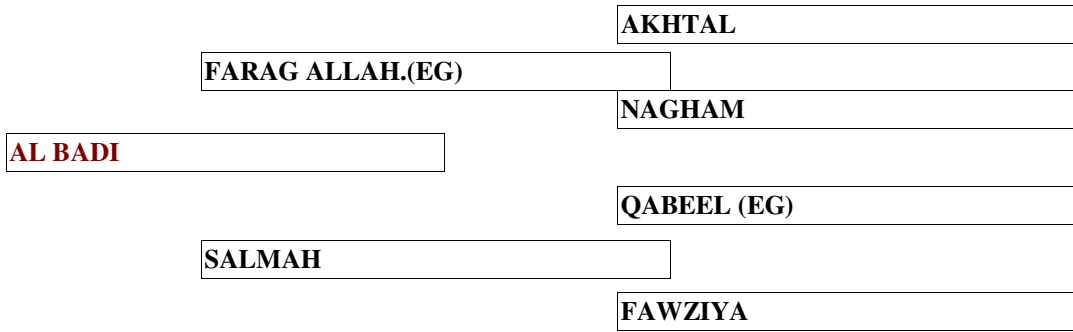 AKHTAL
FARAG ALLAH.(EG)
NAGHAM
AL BADI
QABEEL (EG)
SALMAH
FAWZIYA